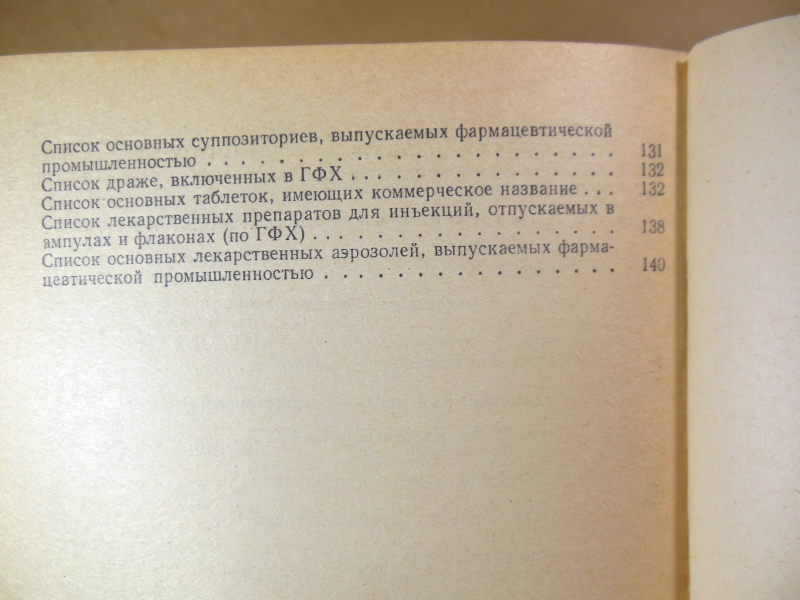 Список основных суппозиториев, выпускаемых фармацевтической
промышленностью . . . . . . . . . . . . . . . . . . . . . 131
Список драже, включенных в ГФХ . . . . . . . . . . . . . . 132
Список основных таблеток, имеющих коммерческое название . . . 132
Список лекарственных препаратов для инъекций, отпускаемых в
ампулах и флаконах (по ГФХ) . . . . . . . . . . . . . . . . 138
Список основных лекарственных аэрозолей, выпускаемых фарма-
цевтической промышленностью . . . . . . . . . . . . . . . 140